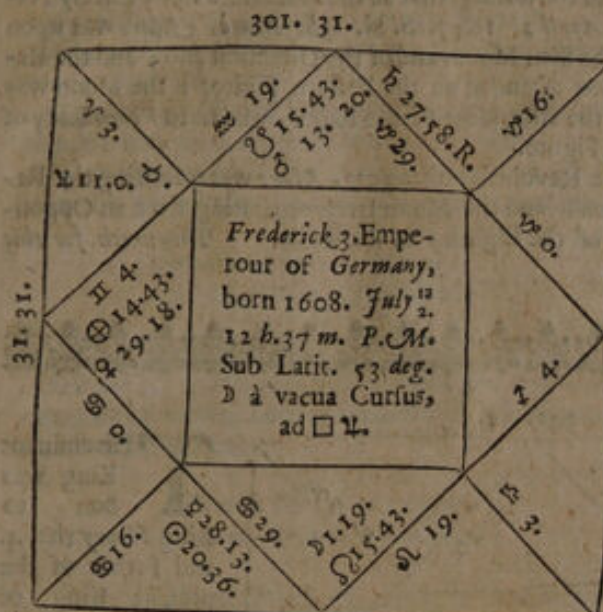 301. 31.
♈ 3.
♃ 11. 0. ♉.
♒ 19.
☋ 15.43.
♂ 13. 20.
♄ 27.58. R.
♑ 29.
♑ 16.
♑ 0.
Frederick 3. Empe-
rour of Germany,
born 1608. July 12/2.
12 h. 37 m. P.M.
Sub Latit. 53 deg.
☽ à vacua Cursus,
ad □ ♃.
31. 31.
♊ 4.
⊕ 14.43.
♀ 29. 18.
♋ 0.
♐ 4.
♋ 16.
☿ 28.13.
☉ 20.36.
♋ 29.
☽ 1.19.
☊ 15.43.
♌ 19.
3.